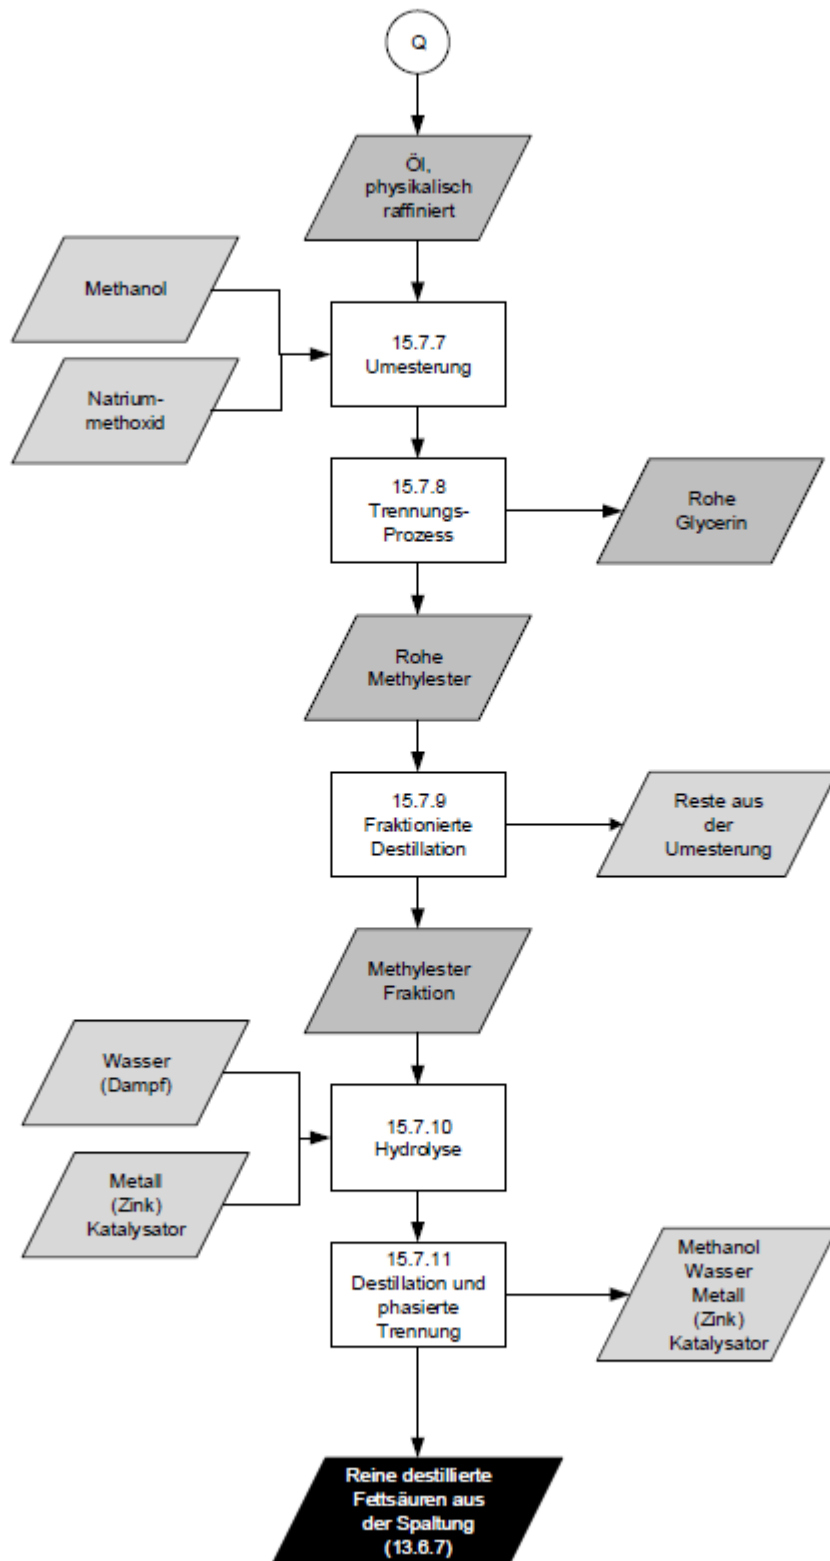 Q
Öl,
physikalisch
raffiniert
Methanol
15.7.7
Umesterung
Natrium-
methoxid
15.7.8
Trennungs-
Prozess
Rohe
Glycerin
Rohe
Methylester
15.7.9
Fraktionierte
Destillation
Reste aus
der
Umesterung
Methylester
Fraktion
Wasser
(Dampf)
15.7.10
Hydrolyse
Metall
(Zink)
Katalysator
15.7.11
Destillation und
phasierte
Trennung
Methanol
Wasser
Metall
(Zink)
Katalysator
Reine destillierte
Fettsäuren aus
der Spaltung
(13.6.7)